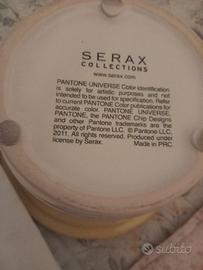 SERAX
COLLECTIONS
www.serax.com
PANTONE UNIVERSE Color identification
is solely for artistic purposes and not
intended to be used for specification. Refer
to current PANTONE Color publications for
accurate color. PANTONE UNIVERSE,
PANTONE, the PANTONE Chip Designs
and other Pantone trademarks are the
property of Pantone LLC. © Pantone LLC,
2011. All rights reserved. Produced under
license by Serax. Made in PRC
subito